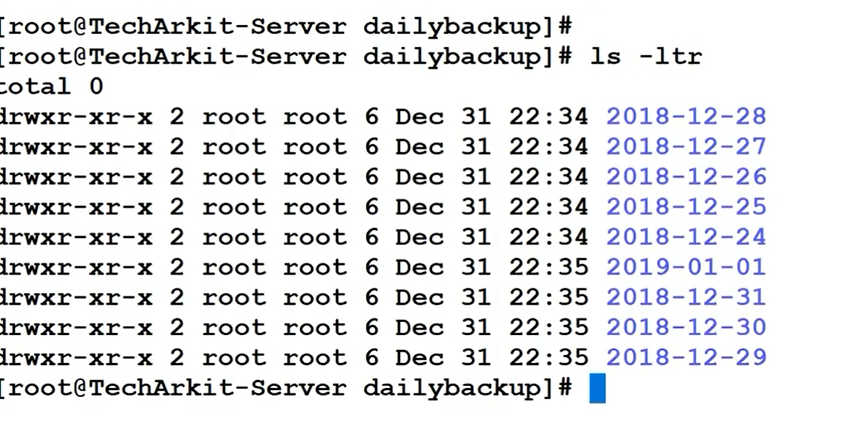 [root@TechArkit-Server dailybackup]#
[root@TechArkit-Server dailybackup]# ls -ltr
total 0
drwxr-xr-x 2 root root 6 Dec 31 22:34 2018-12-28
drwxr-xr-x 2 root root 6 Dec 31 22:34 2018-12-27
drwxr-xr-x 2 root root 6 Dec 31 22:34 2018-12-26
drwxr-xr-x 2 root root 6 Dec 31 22:34 2018-12-25
drwxr-xr-x 2 root root 6 Dec 31 22:34 2018-12-24
drwxr-xr-x 2 root root 6 Dec 31 22:35 2019-01-01
drwxr-xr-x 2 root root 6 Dec 31 22:35 2018-12-31
drwxr-xr-x 2 root root 6 Dec 31 22:35 2018-12-30
drwxr-xr-x 2 root root 6 Dec 31 22:35 2018-12-29
[root@TechArkit-Server dailybackup]#